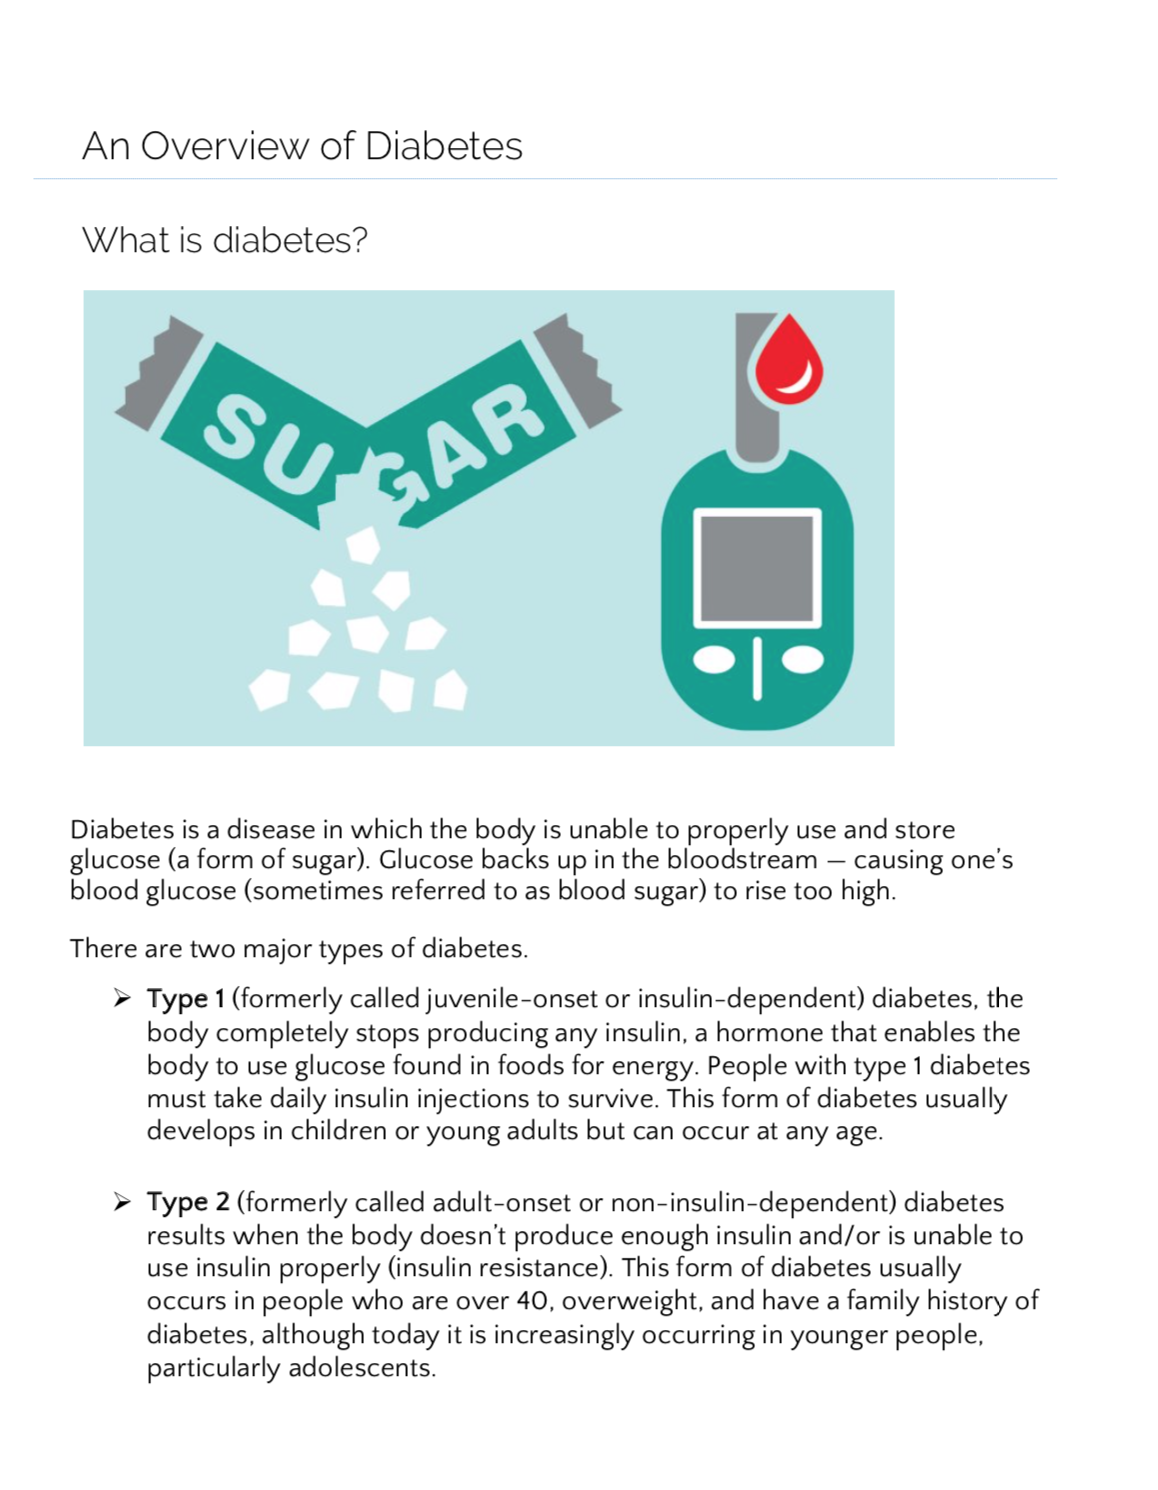 An Overview of Diabetes
What is diabetes?
SUGAR
Diabetes is a disease in which the body is unable to properly use and store
glucose (a form of sugar). Glucose backs up in the bloodstream — causing one's
blood glucose (sometimes referred to as blood sugar) to rise too high.
There are two major types of diabetes.
➢ Type 1 (formerly called juvenile-onset or insulin-dependent) diabetes, the
body completely stops producing any insulin, a hormone that enables the
body to use glucose found in foods for energy. People with type 1 diabetes
must take daily insulin injections to survive. This form of diabetes usually
develops in children or young adults but can occur at any age.
➢ Type 2 (formerly called adult-onset or non-insulin-dependent) diabetes
results when the body doesn't produce enough insulin and/or is unable to
use insulin properly (insulin resistance). This form of diabetes usually
occurs in people who are over 40, overweight, and have a family history of
diabetes, although today it is increasingly occurring in younger people,
particularly adolescents.